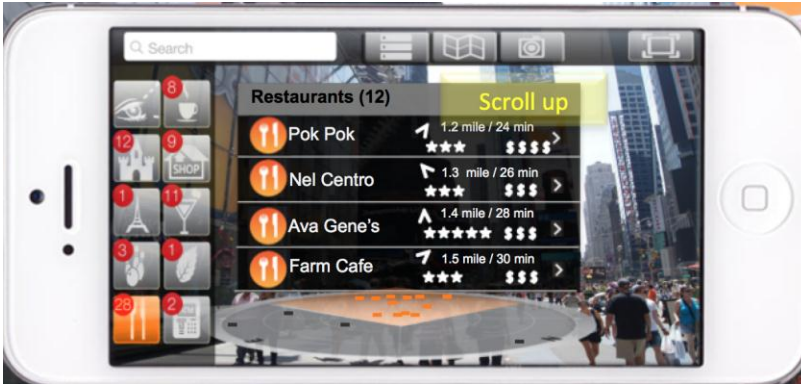 Search
8
Restaurants (12)
Scroll up
12
9
SHOP
Pok Pok
1.2 mile / 24 min
$$$$
Nel Centro
1.3 mile / 26 min
$$$
1
11
Ava Gene's
1.4 mile / 28 min
$$$
3
1
Farm Cafe
1.5 mile / 30 min
$$$
28
2